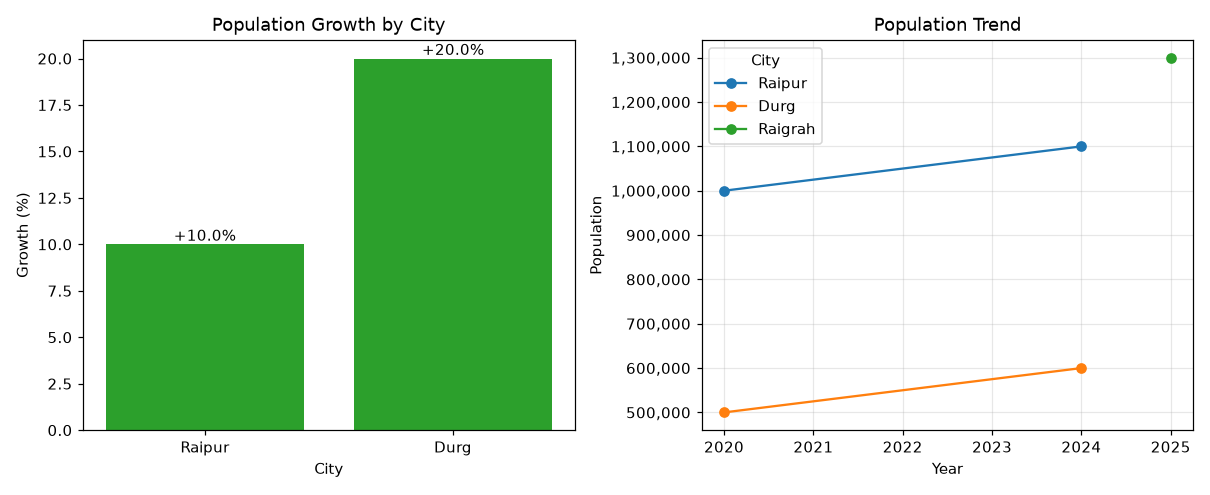 Population Growth by City
+20.0%
+10.0%
20.0
17.5
15.0
12.5
10.0
7.5
5.0
2.5
0.0
Growth (%)
Raipur
Durg
City
Population Trend
City
Raipur
Durg
Raigrah
1,300,000
1,200,000
1,100,000
1,000,000
900,000
800,000
700,000
600,000
500,000
Population
2020 2021 2022 2023 2024 2025
Year